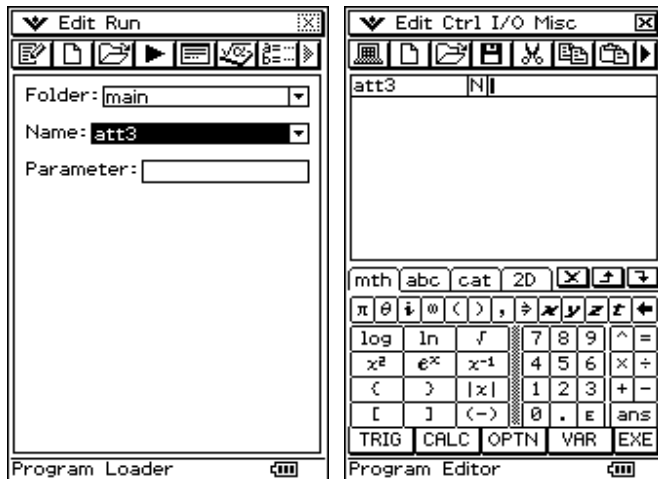 Edit Run
Folder: main
Name: att3
Parameter:
Program Loader
Edit Ctrl I/O Misc
att3 N
mth abc cat 2D
π θ i ∞ ( ) , ⇒ x y z t
log ln √ 7 8 9 ^ =
x² eˣ x⁻¹ 4 5 6 × ÷
{ } |x| 1 2 3 + −
[ ] (−) 0 . E ans
TRIG CALC OPTN VAR EXE
Program Editor